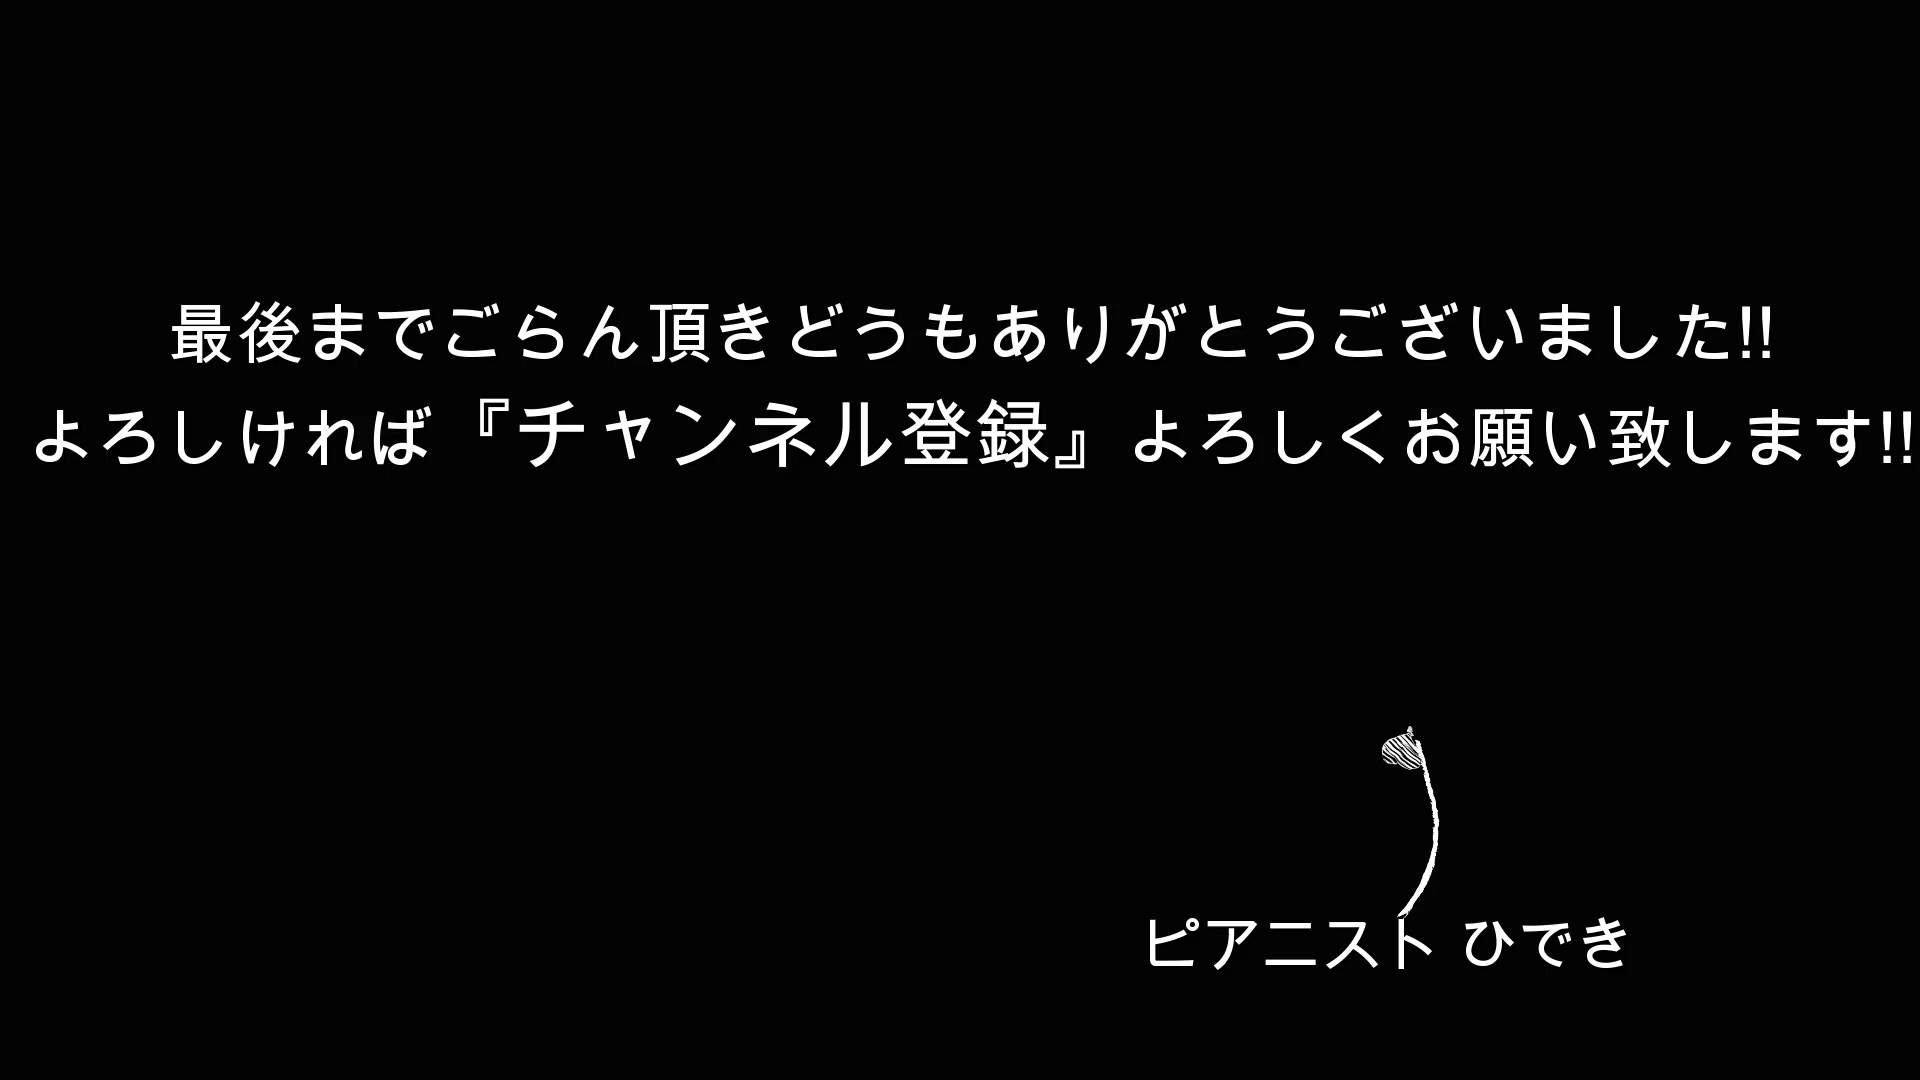 最後までごらん頂きどうもありがとうございました!!
よろしければ『チャンネル登録』よろしくお願い致します!!
ピアニスト ひでき